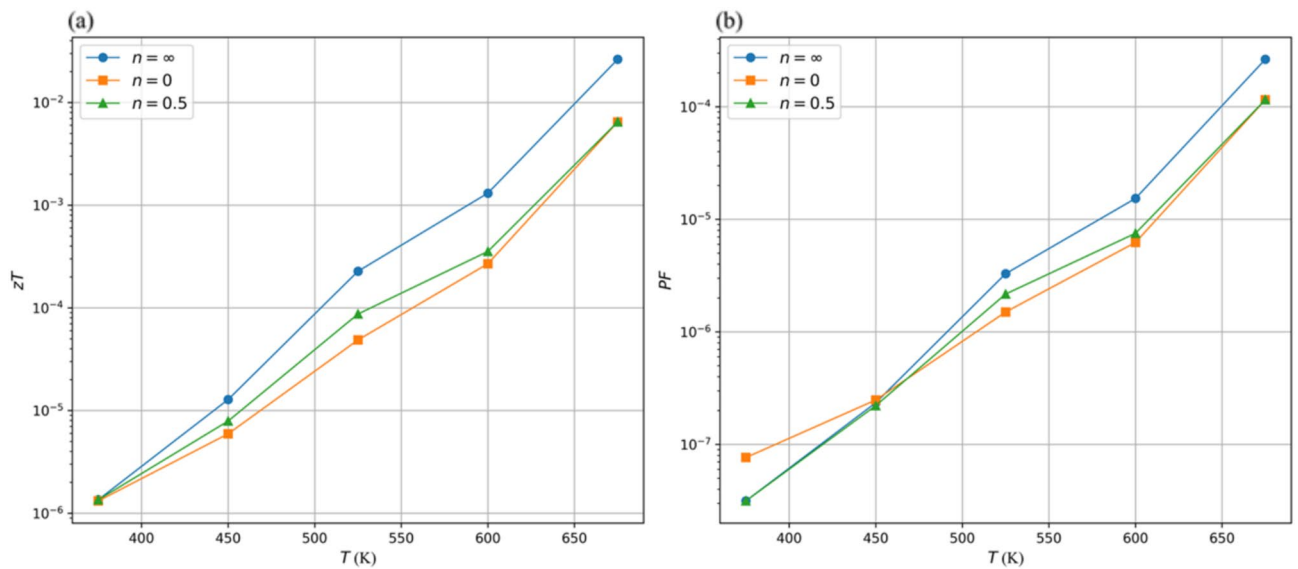 (a)
n = ∞
n = 0
n = 0.5
10⁻²
10⁻³
10⁻⁴
10⁻⁵
10⁻⁶
zT
400 450 500 550 600 650
T (K)
(b)
n = ∞
n = 0
n = 0.5
10⁻⁴
10⁻⁵
10⁻⁶
10⁻⁷
PF
400 450 500 550 600 650
T (K)